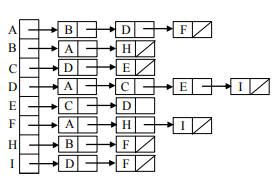 A B D F
B A H
C D E
D A C E I
E C D
F A H I
H B F
I D F